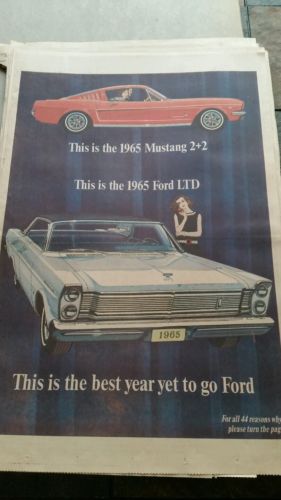 This is the 1965 Mustang 2+2
This is the 1965 Ford LTD
1965
This is the best year yet to go Ford
For all 44 reasons why
please turn the pag